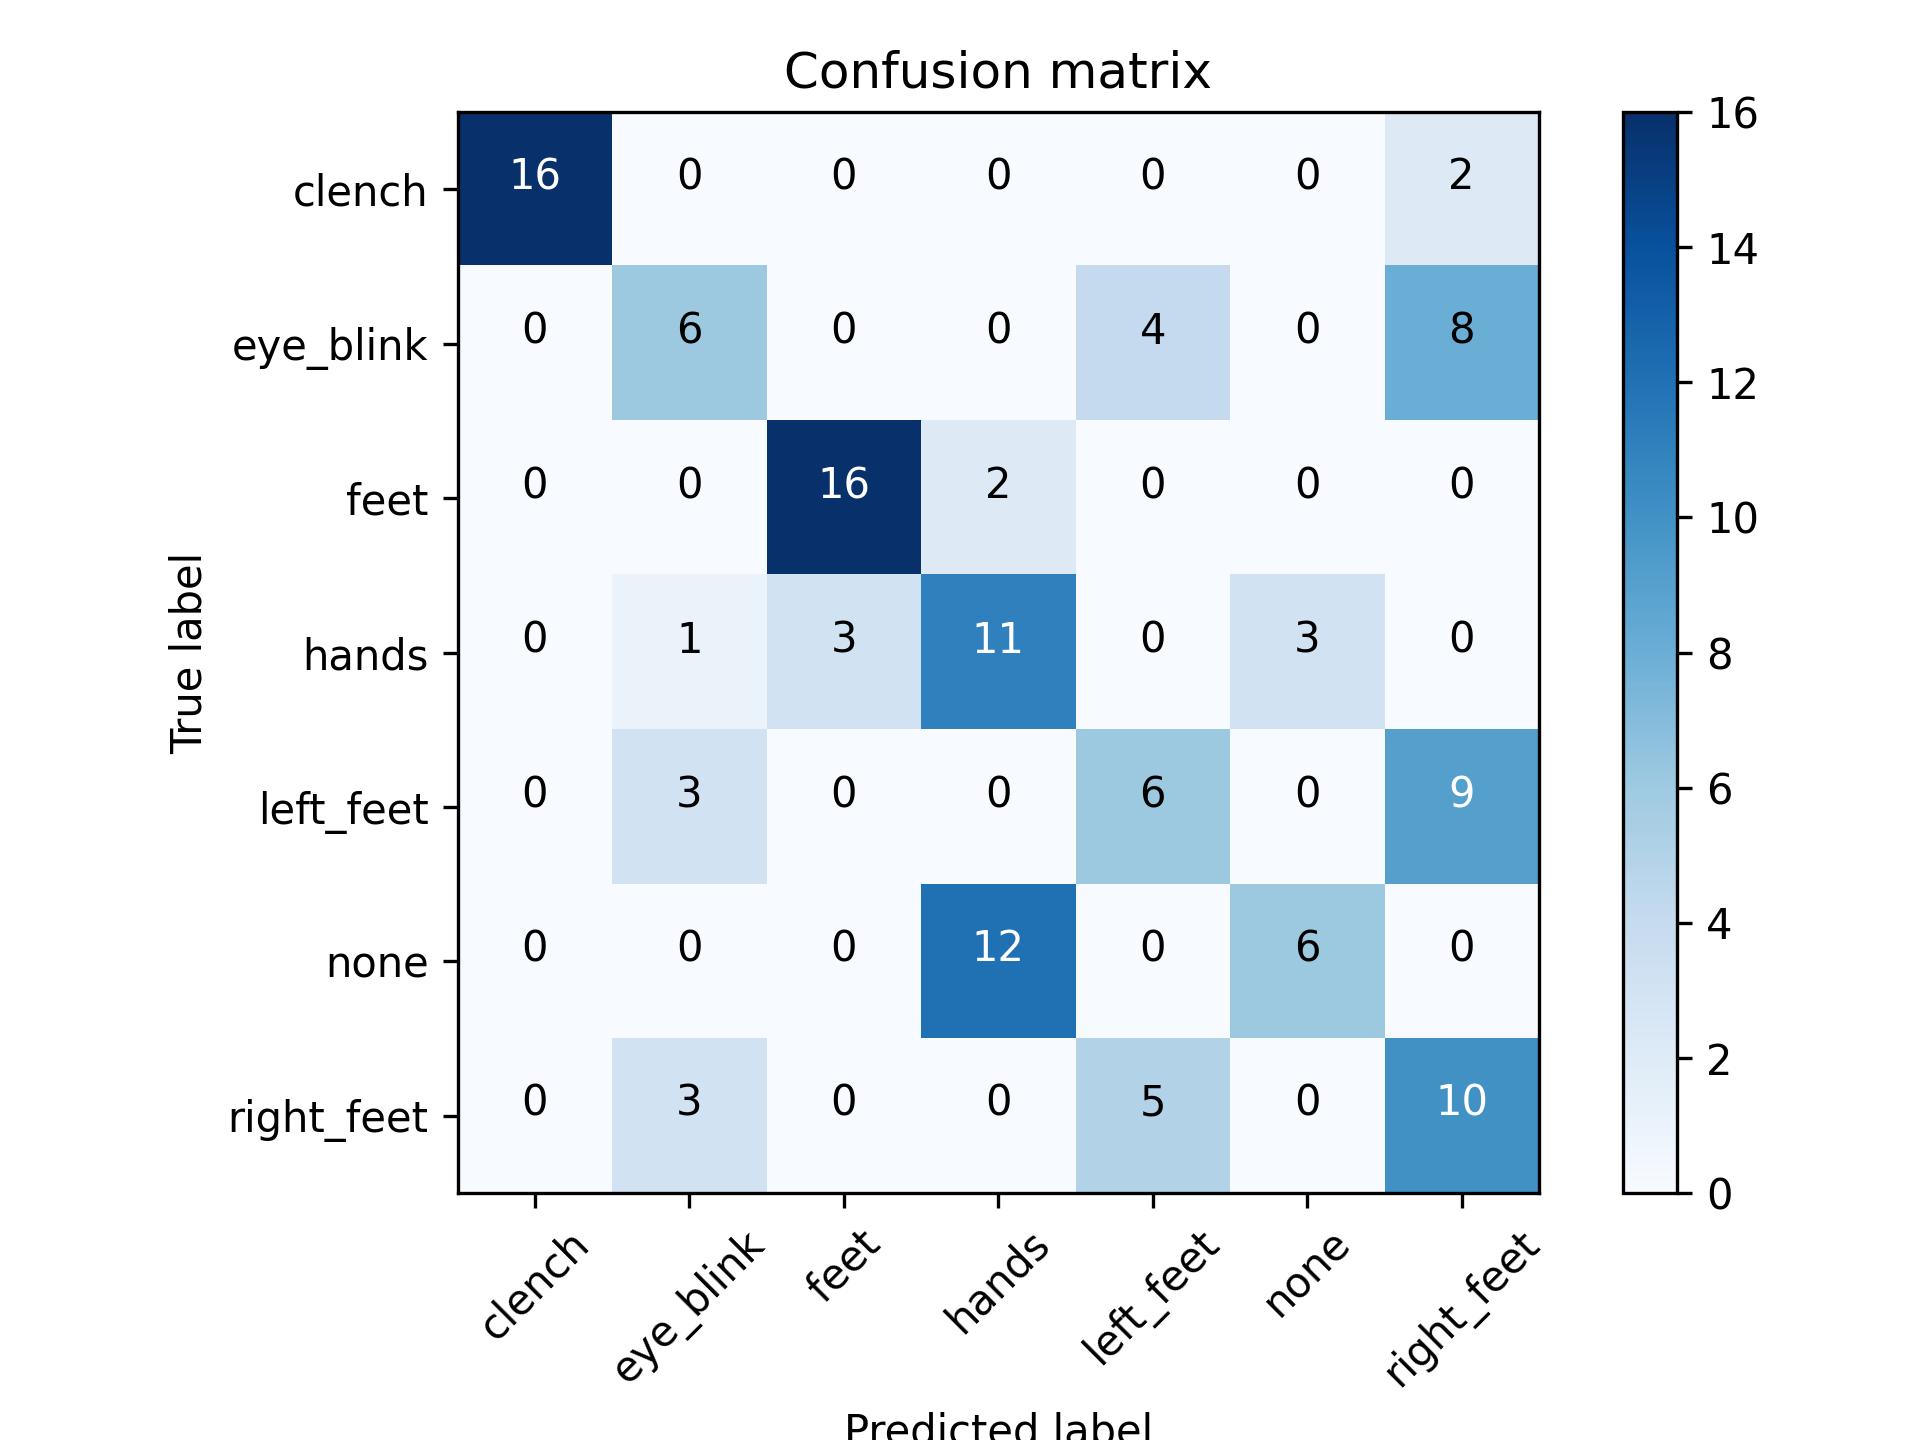 Confusion matrix
clench 16 0 0 0 0 0 2
eye_blink 0 6 0 0 4 0 8
feet 0 0 16 2 0 0 0
hands 0 1 3 11 0 3 0
left_feet 0 3 0 0 6 0 9
none 0 0 0 12 0 6 0
right_feet 0 3 0 0 5 0 10
True label
clench eye_blink feet hands left_feet none right_feet
Predicted label
16
14
12
10
8
6
4
2
0